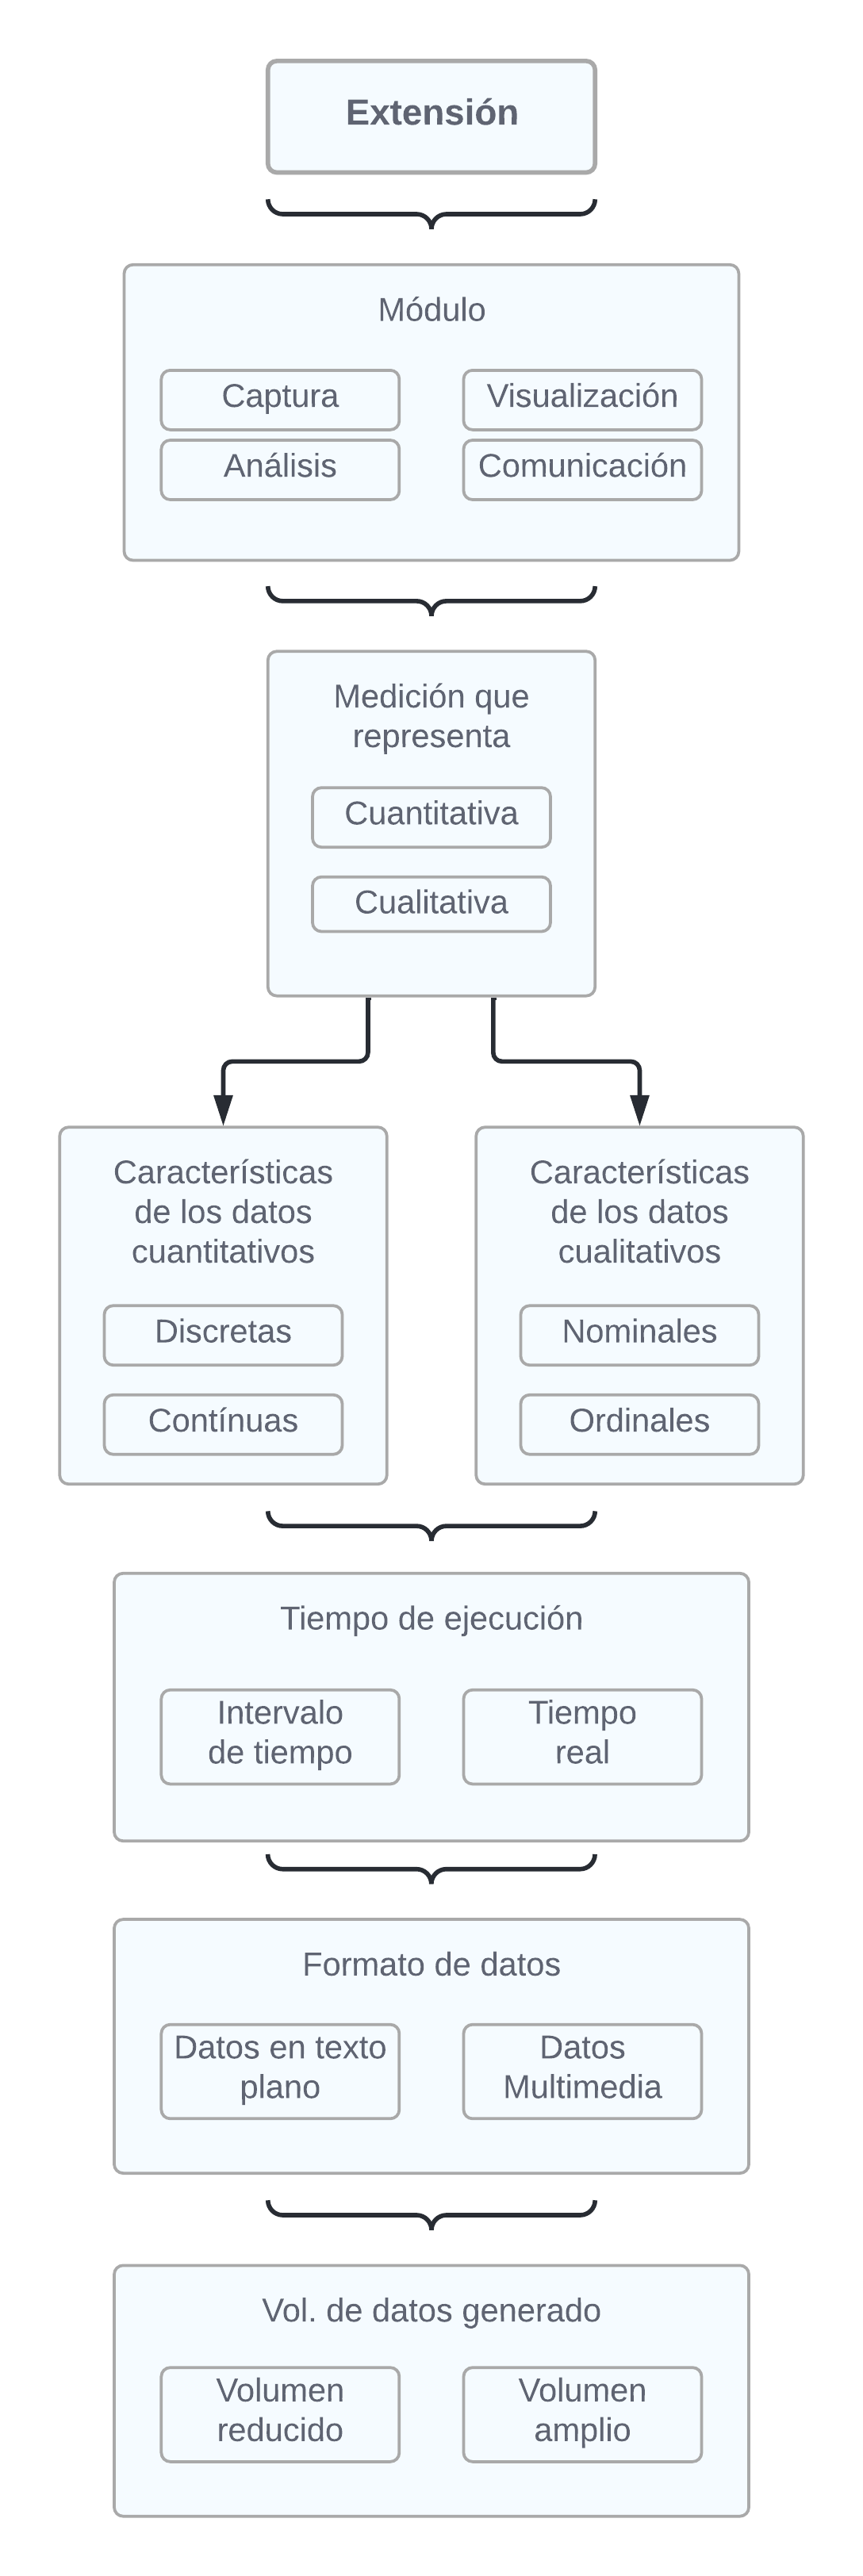 Extensión
Módulo
Captura
Visualización
Análisis
Comunicación
Medición que
representa
Cuantitativa
Cualitativa
Características
de los datos
cuantitativos
Discretas
Contínuas
Características
de los datos
cualitativos
Nominales
Ordinales
Tiempo de ejecución
Intervalo
de tiempo
Tiempo
real
Formato de datos
Datos en texto
plano
Datos
Multimedia
Vol. de datos generado
Volumen
reducido
Volumen
amplio